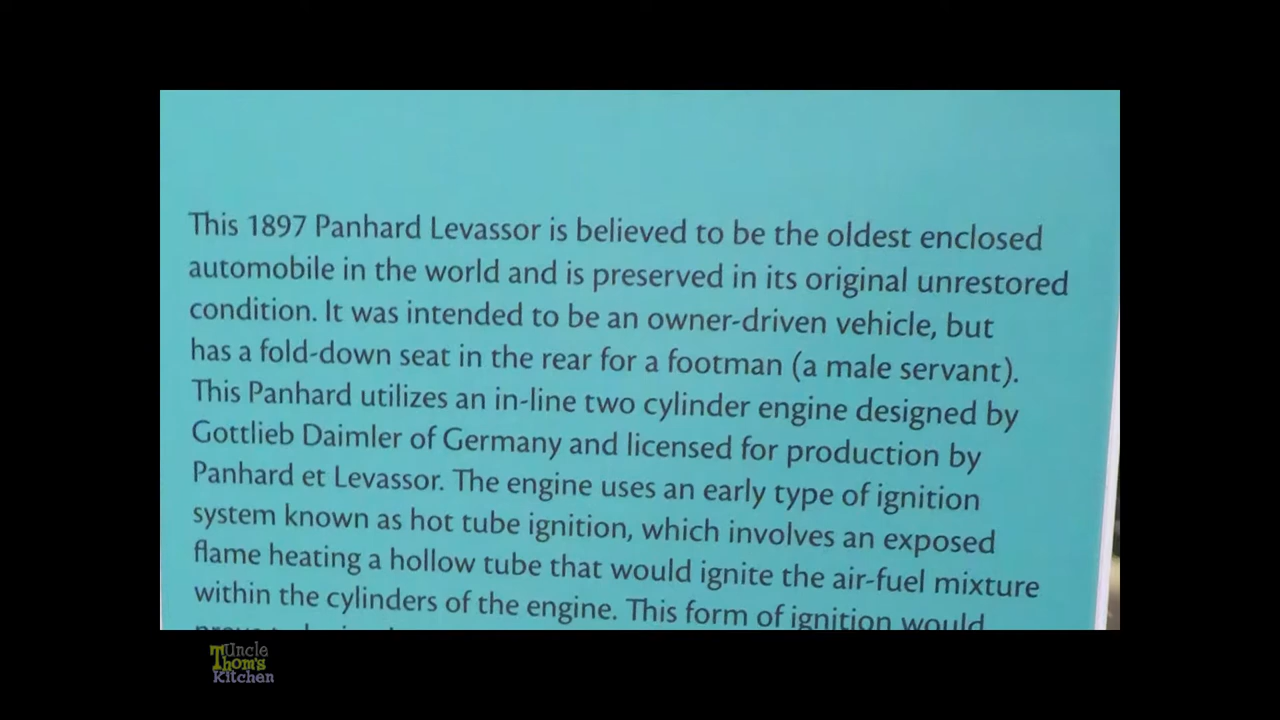 This 1897 Panhard Levassor is believed to be the oldest enclosed
automobile in the world and is preserved in its original unrestored
condition. It was intended to be an owner-driven vehicle, but
has a fold-down seat in the rear for a footman (a male servant).
This Panhard utilizes an in-line two cylinder engine designed by
Gottlieb Daimler of Germany and licensed for production by
Panhard et Levassor. The engine uses an early type of ignition
system known as hot tube ignition, which involves an exposed
flame heating a hollow tube that would ignite the air-fuel mixture
within the cylinders of the engine. This form of ignition would
Uncle
Thom's
Kitchen